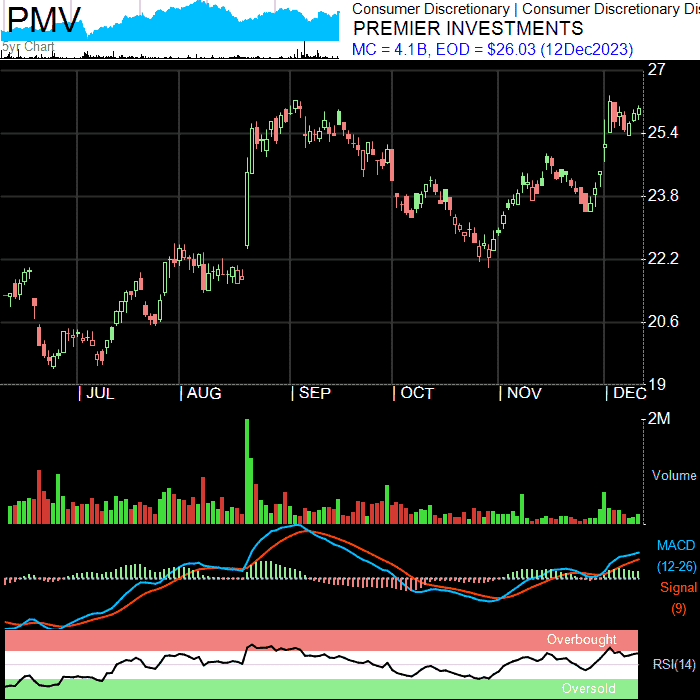 PMV
5yr Chart
Consumer Discretionary | Consumer Discretionary Dis
PREMIER INVESTMENTS
MC = 4.1B, EOD = $26.03 (12Dec2023)
27
25.4
23.8
22.2
20.6
19
| JUL | AUG | SEP | OCT | NOV | DEC
2M
Volume
MACD
(12-26)
Signal
(9)
Overbought
RSI(14)
Oversold